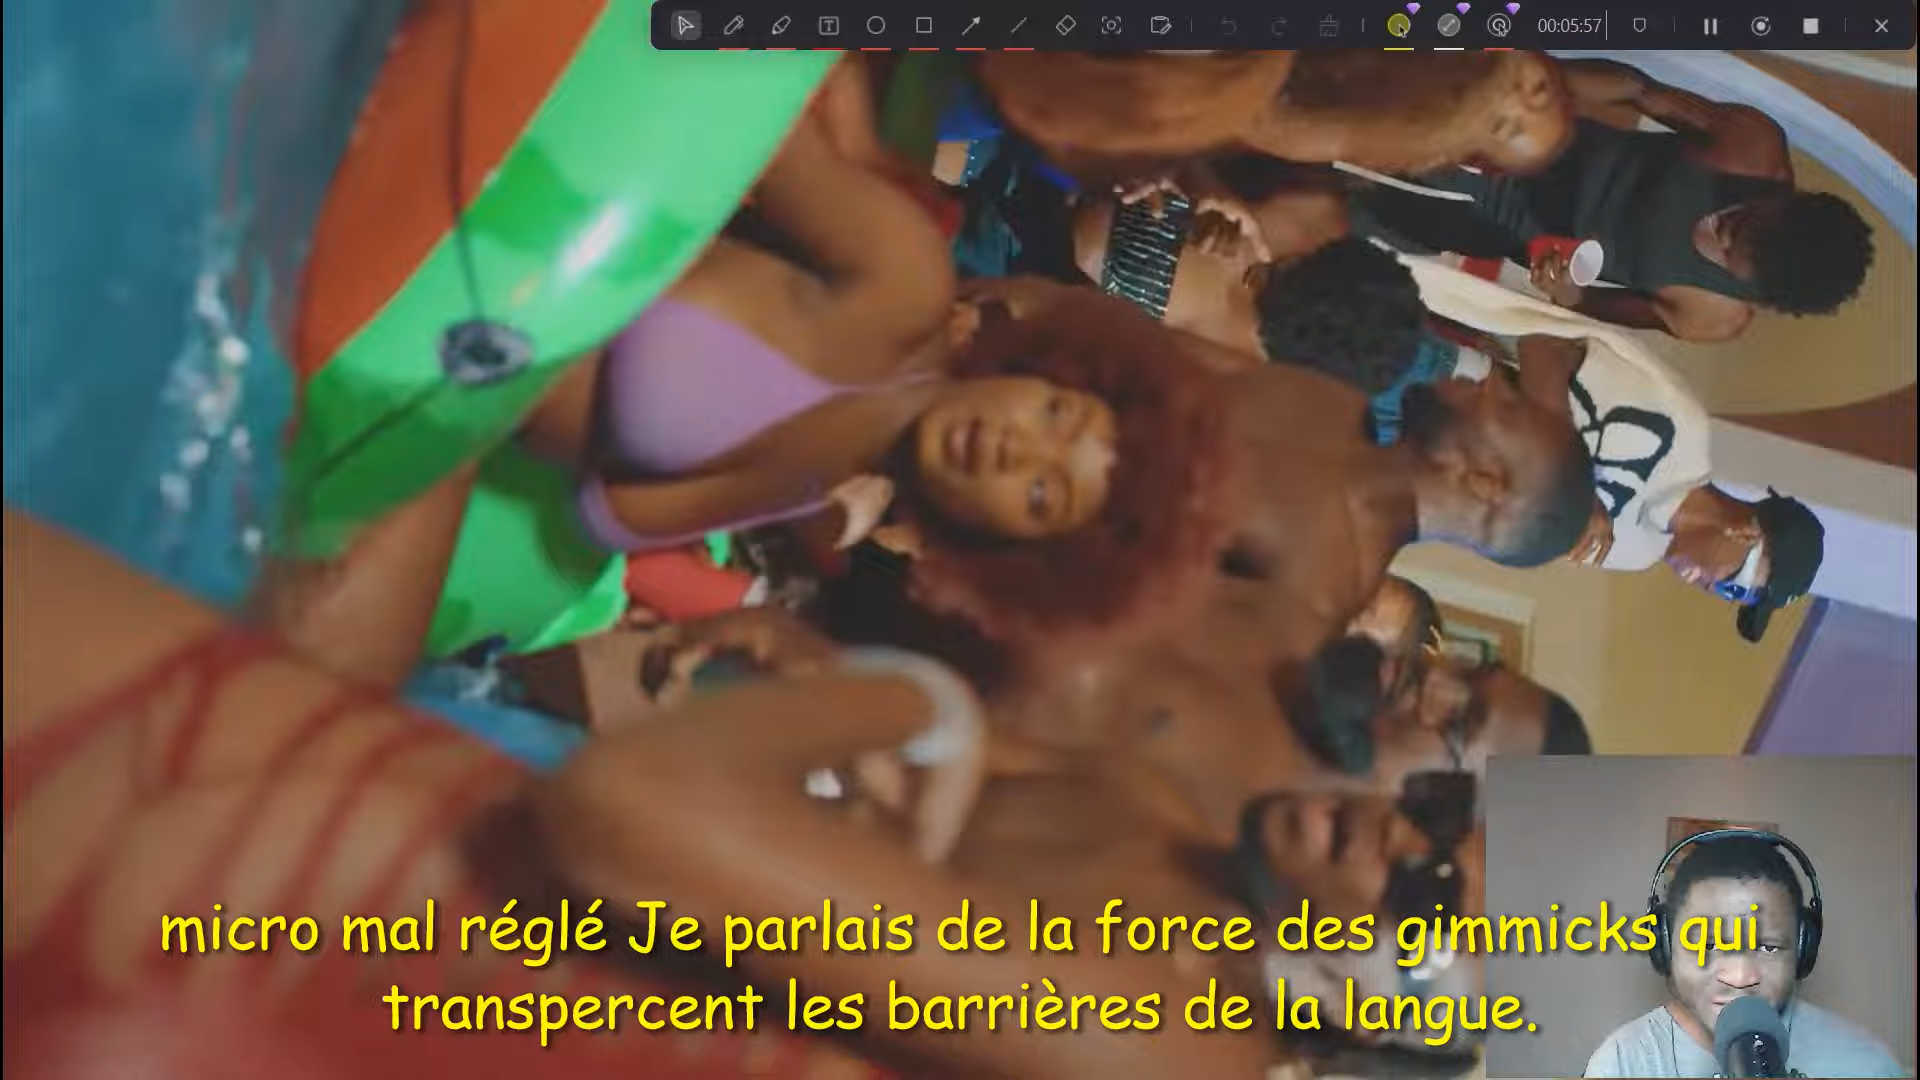 00:05:57
micro mal réglé Je parlais de la force des gimmicks qui
transpercent les barrières de la langue.